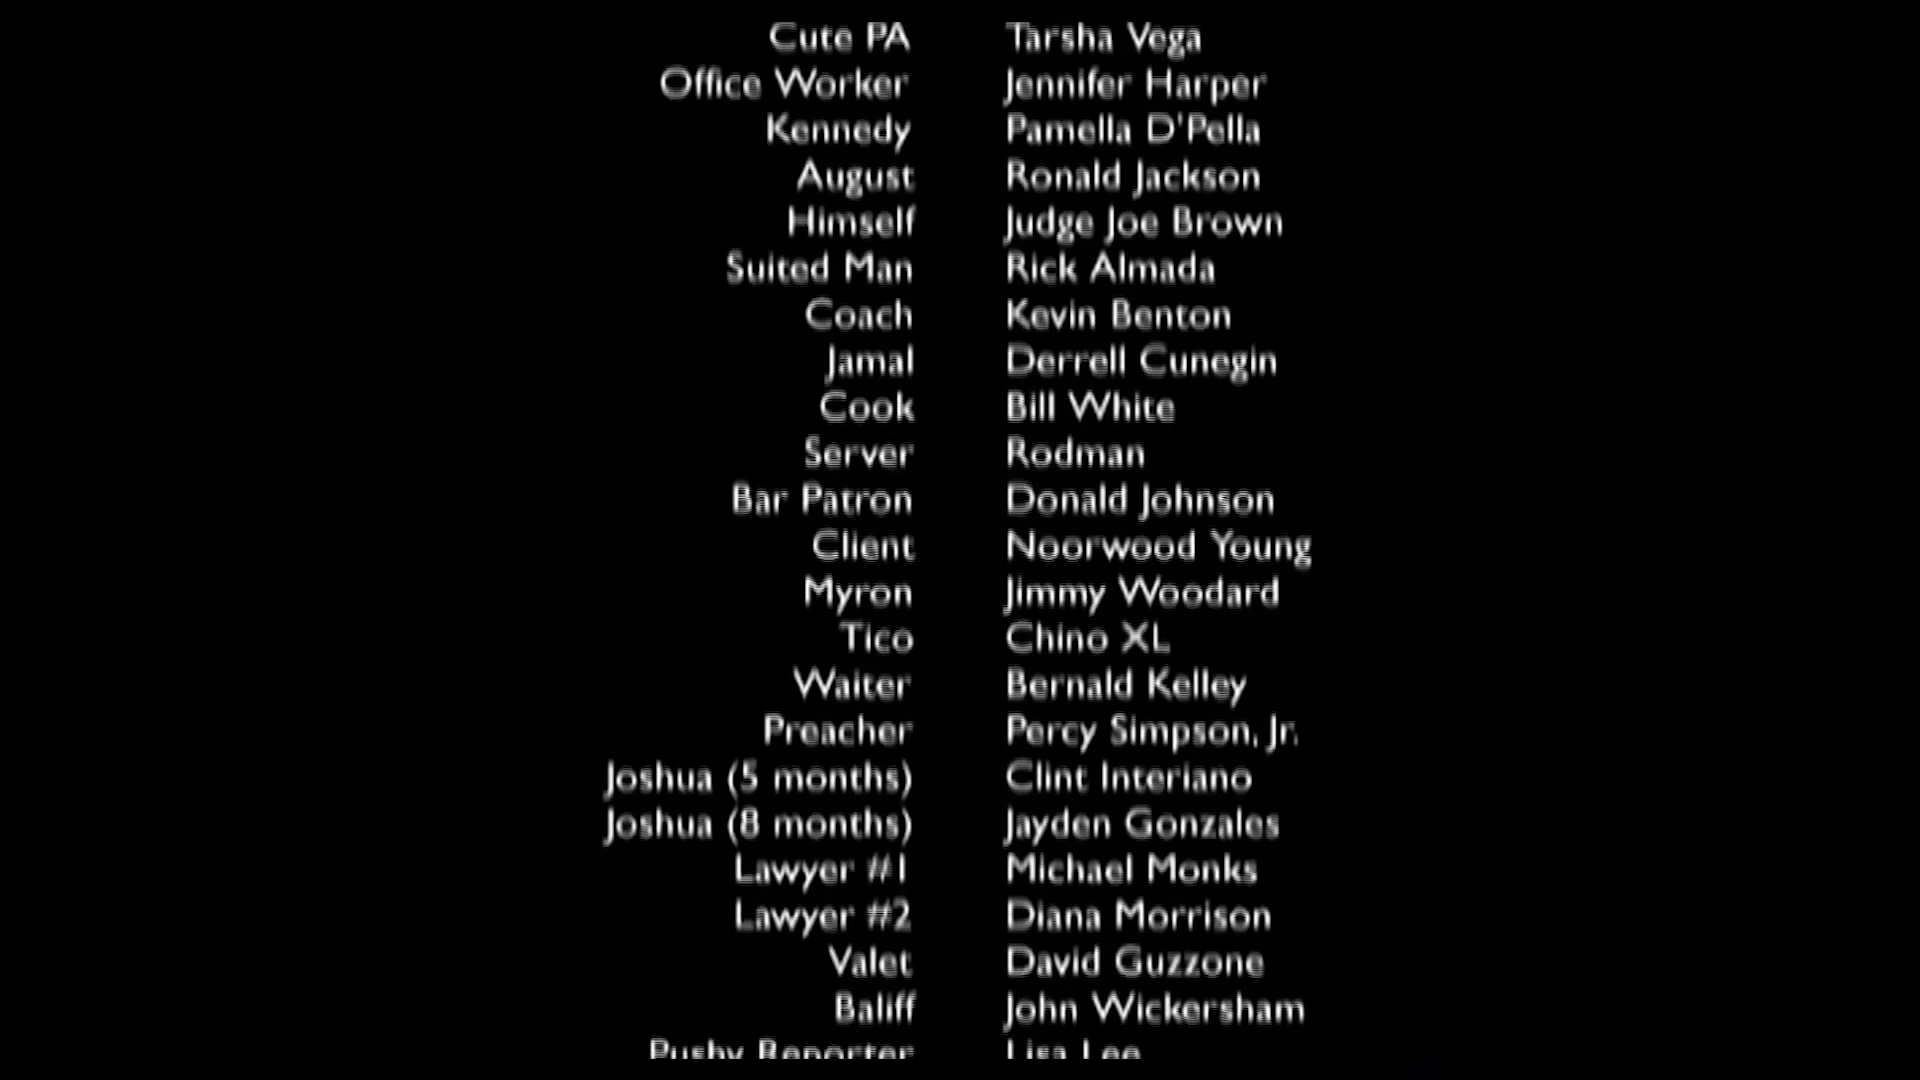 Cute PA Tarsha Vega
Office Worker Jennifer Harper
Kennedy Pamella D'Pella
August Ronald Jackson
Himself Judge Joe Brown
Suited Man Rick Almada
Coach Kevin Benton
Jamal Derrell Cunegin
Cook Bill White
Server Rodman
Bar Patron Donald Johnson
Client Noorwood Young
Myron Jimmy Woodard
Tico Chino XL
Waiter Bernald Kelley
Preacher Percy Simpson, Jr.
Joshua (5 months) Clint Interiano
Joshua (8 months) Jayden Gonzales
Lawyer #1 Michael Monks
Lawyer #2 Diana Morrison
Valet David Guzzone
Baliff John Wickersham
Pushy Reporter Lisa Lee